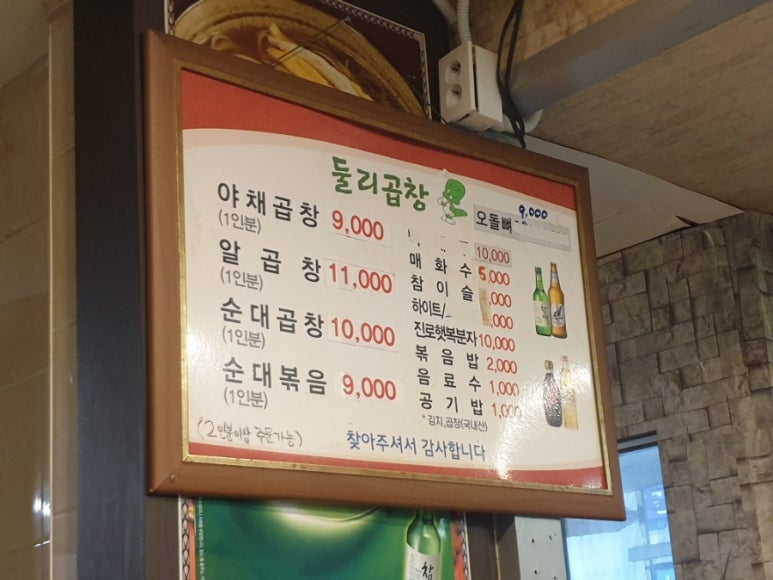 둘리곱창
야채곱창 9,000
(1인분)
알곱창 11,000
(1인분)
순대곱창 10,000
(1인분)
순대볶음 9,000
(1인분)
(2인분이상 주문가능)
오돌뼈 9,000
10,000
매화수 5,000
참이슬 ,000
하이트/ ,000
진로햇복분자 10,000
볶음밥 2,000
음료수 1,000
공기밥 1,000
* 김치,곱창(국내산)
찾아주셔서 감사합니다
참